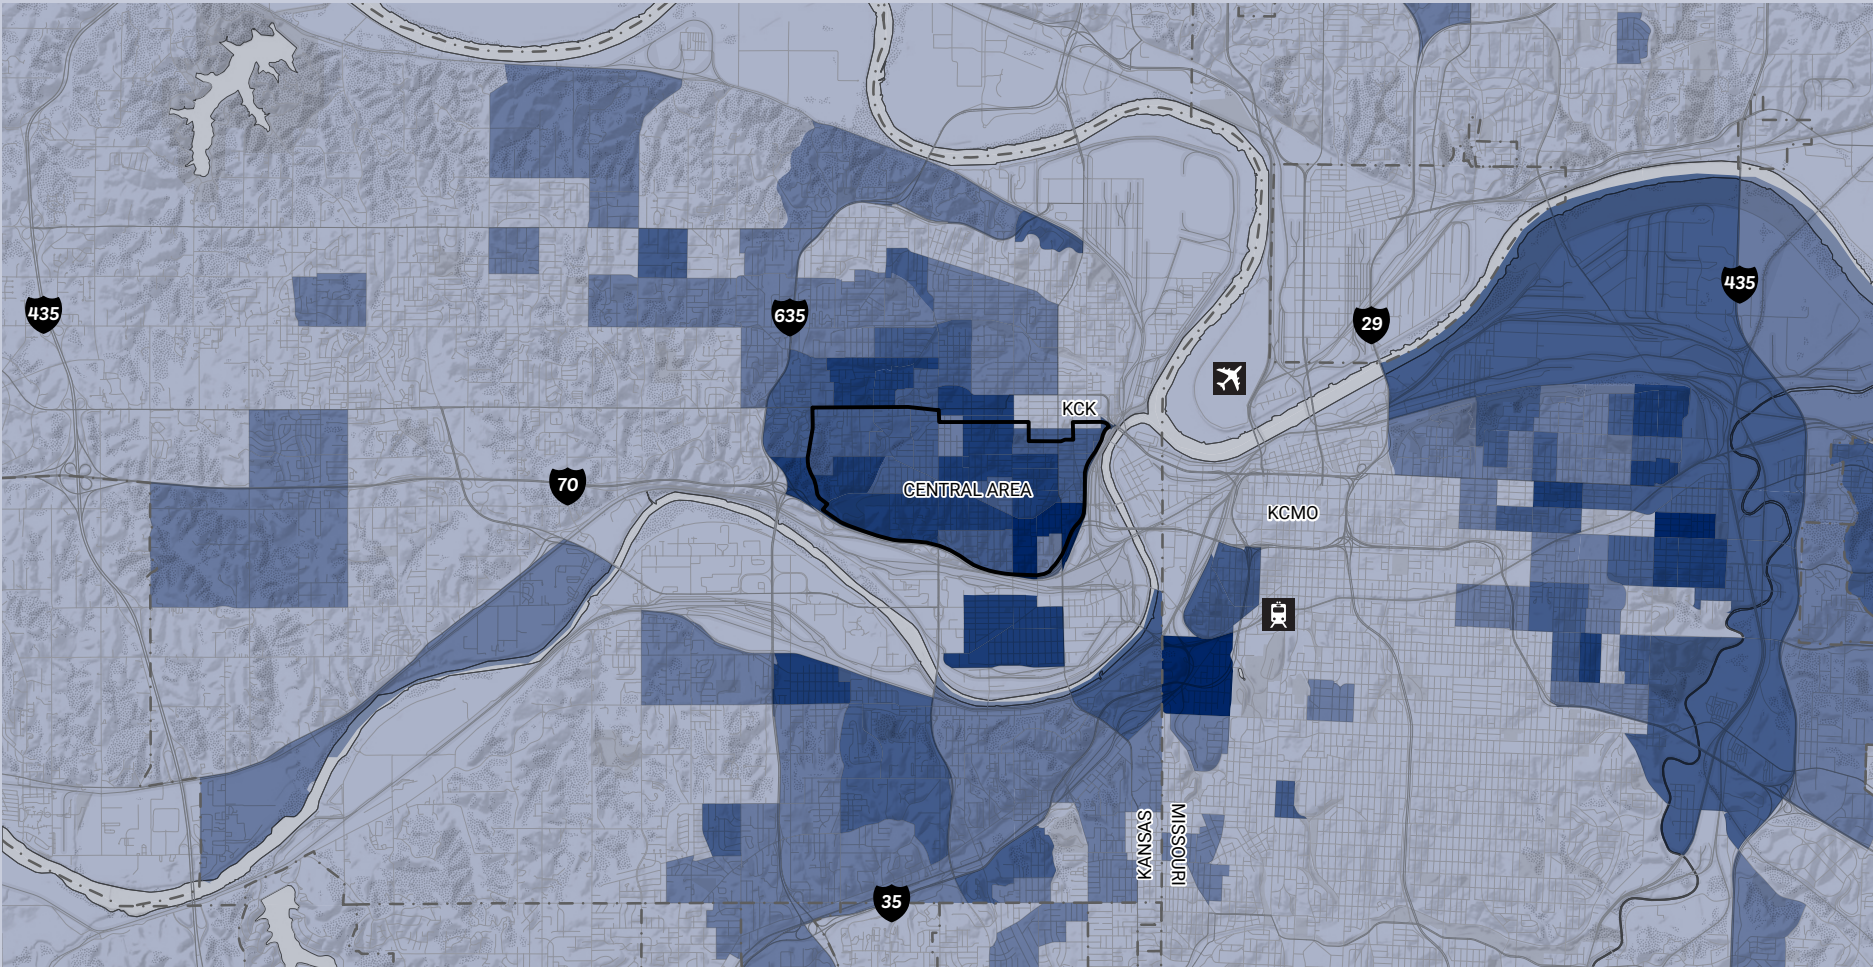 435
635
29
435
KCK
70
CENTRAL AREA
KCMO
KANSAS
MISSOURI
35